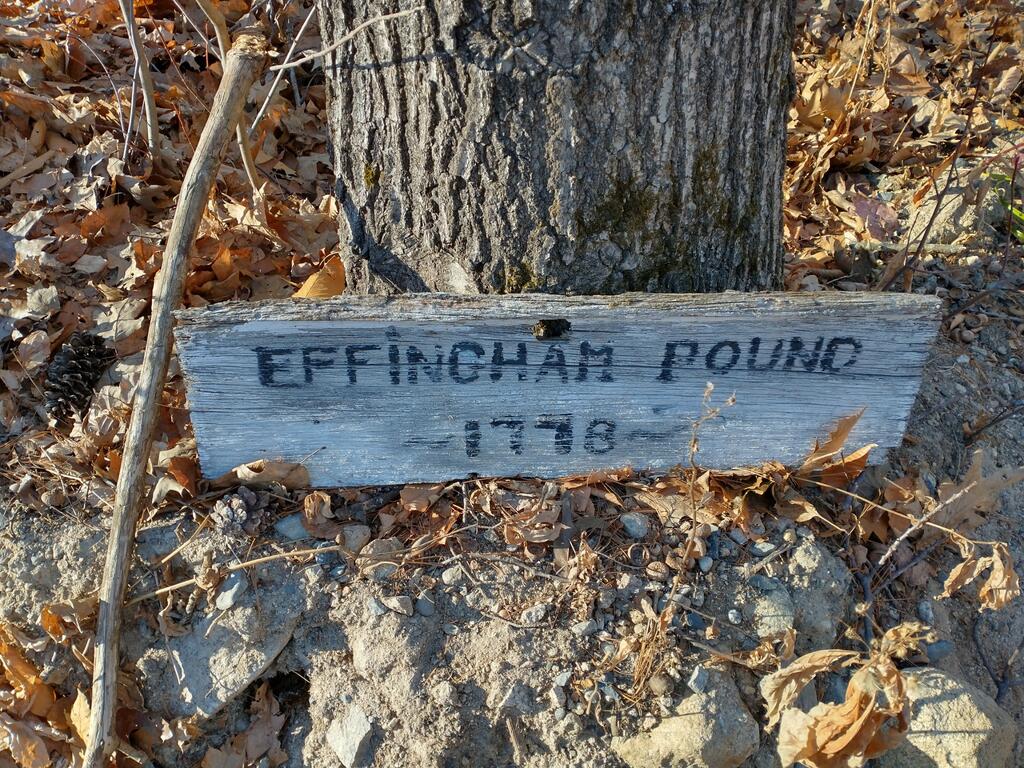 EFFiNGHAM POUND
- 1778 -